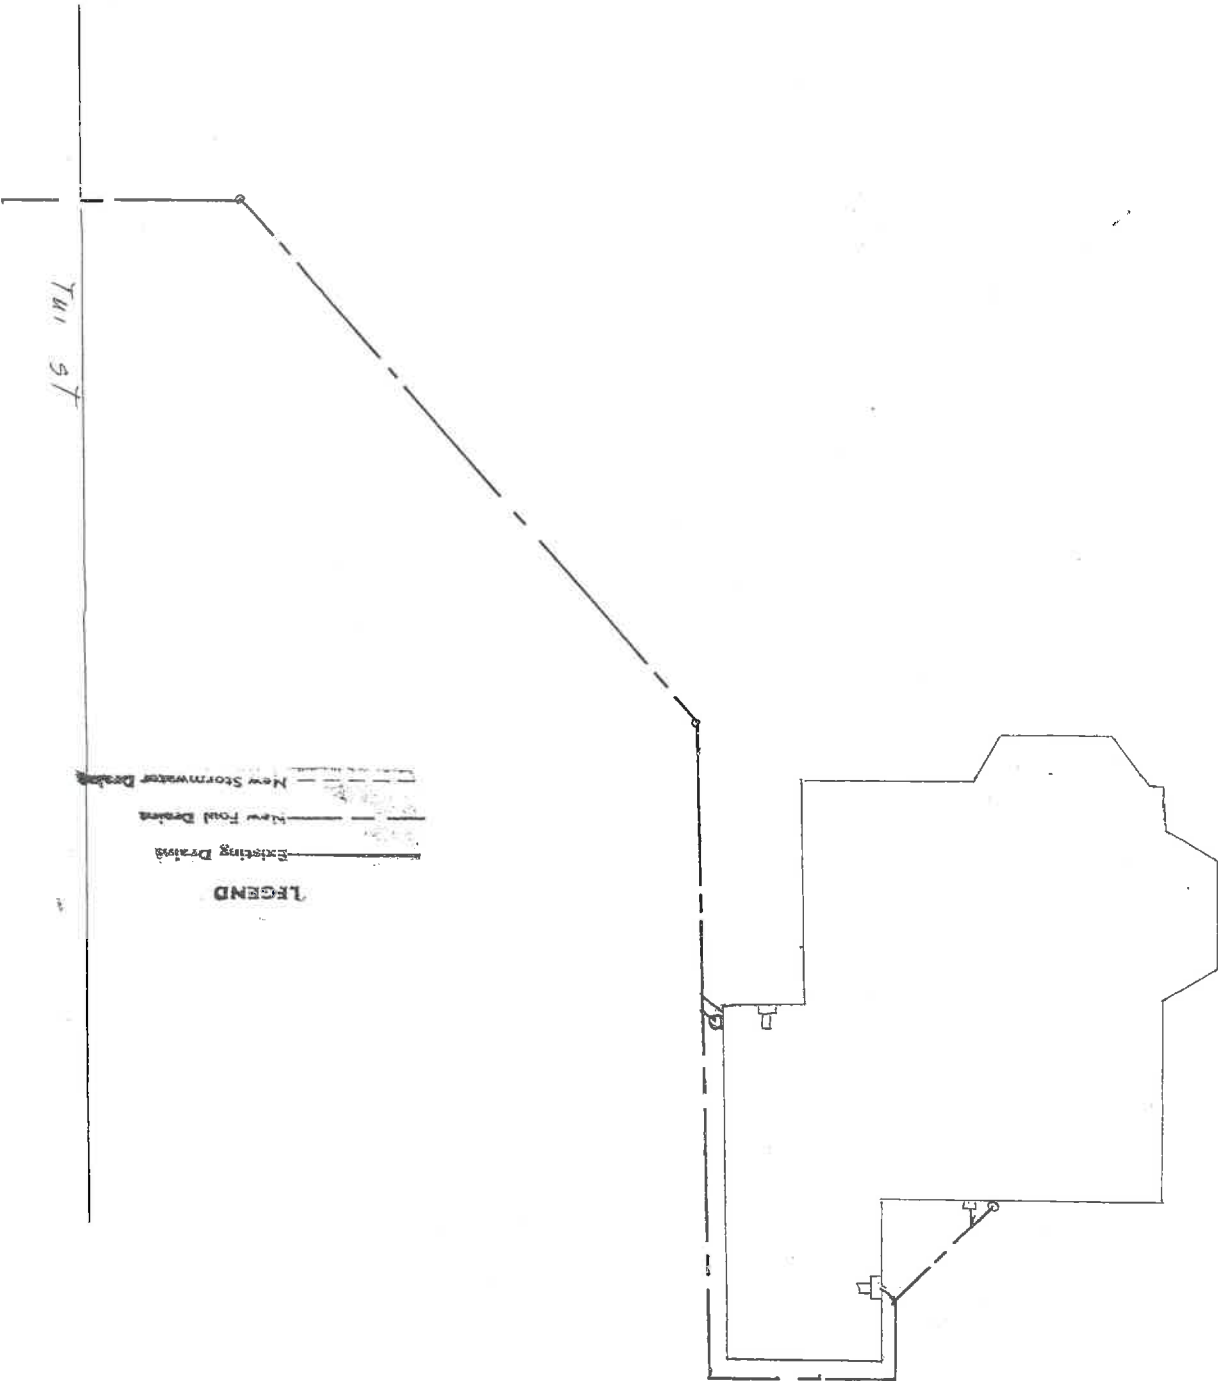 Tui ST
LEGEND
Existing Drains
New Foul Drains
New Stormwater Drains